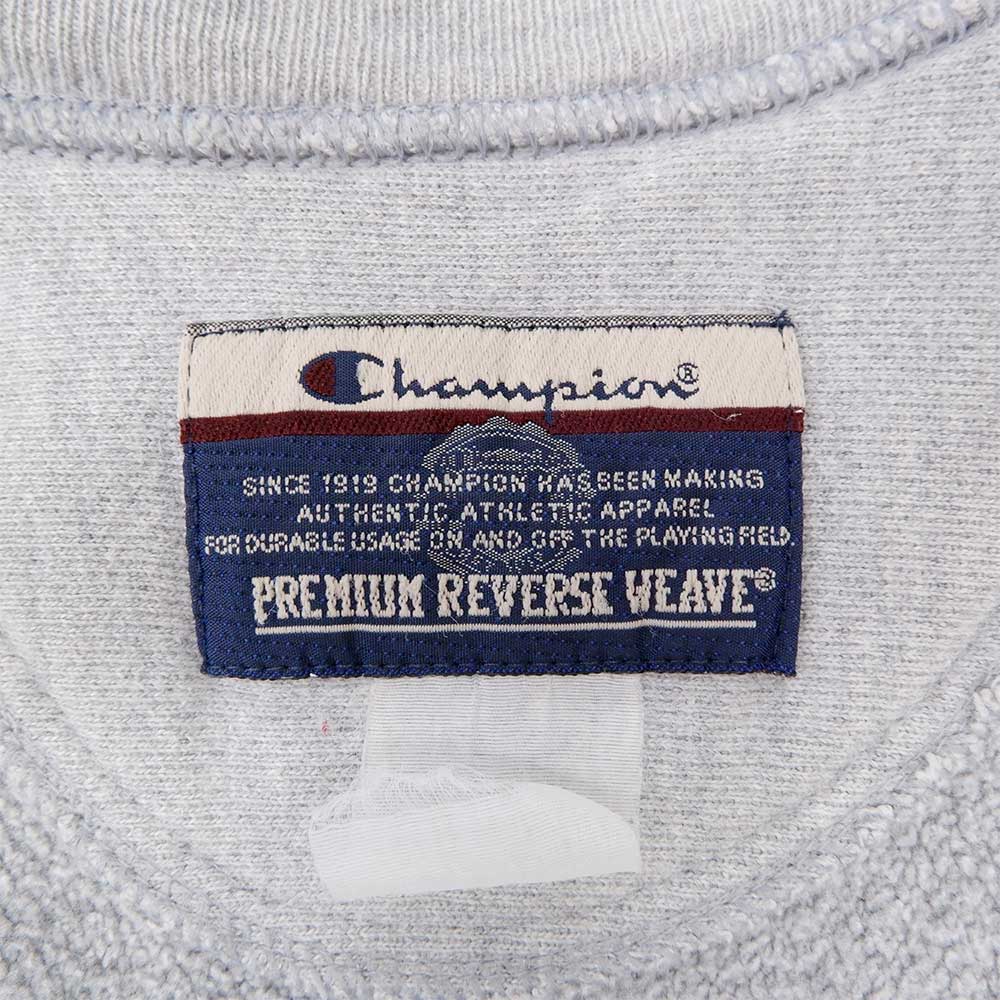 Champion®
SINCE 1919 CHAMPION HAS BEEN MAKING
AUTHENTIC ATHLETIC APPAREL
FOR DURABLE USAGE ON AND OFF THE PLAYING FIELD.
PREMIUM REVERSE WEAVE®